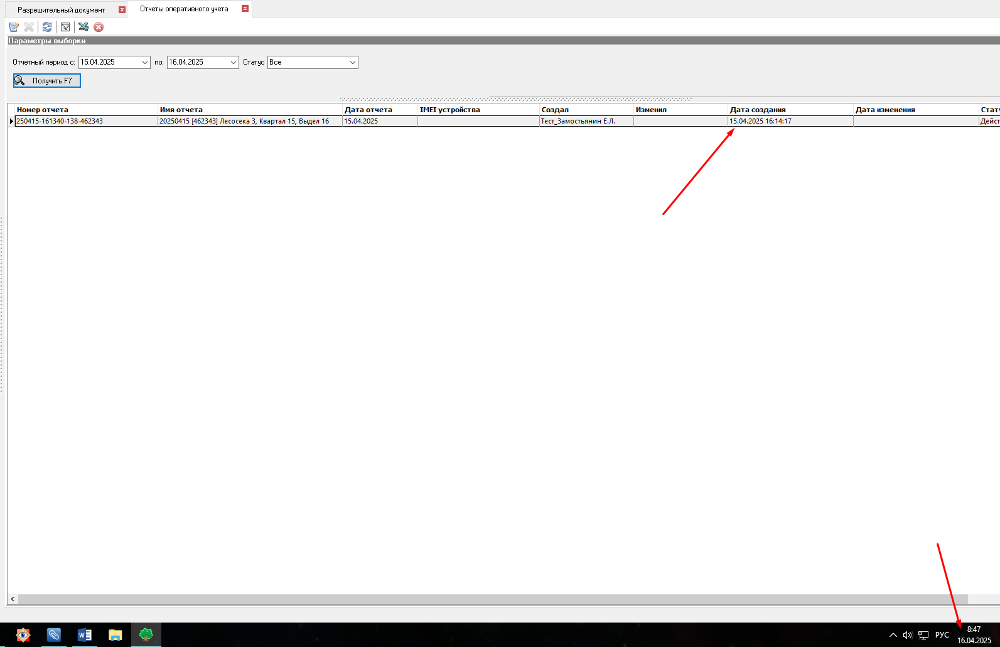 Разрешительный документ Отчеты оперативного учета
Параметры выборки
Отчетный период с: 15.04.2025 по: 16.04.2025 Статус Все
Получить F7
Номер отчета Имя отчета Дата отчета IMEI устройства Создал Изменил Дата создания Дата изменения Стату
250415-161340-138-462343 20250415 [462343] Лесосека 3, Квартал 15, Выдел 16 15.04.2025 Тест_Замостьянин Е.Л. 15.04.2025 16:14:17 Дейст
РУС 8:47
16.04.2025